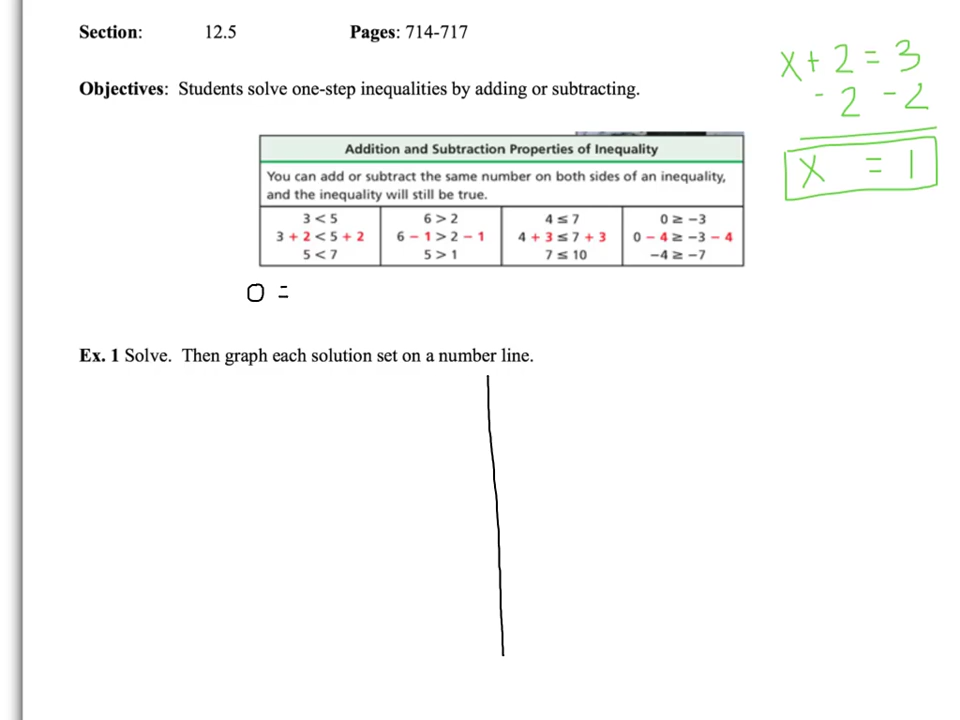 Section: 12.5 Pages: 714-717
Objectives: Students solve one-step inequalities by adding or subtracting.
x + 2 = 3
- 2 - 2
x = 1
Addition and Subtraction Properties of Inequality
You can add or subtract the same number on both sides of an inequality,
and the inequality will still be true.
3 < 5 6 > 2 4 ≤ 7 0 ≥ −3
3 + 2 < 5 + 2 6 − 1 > 2 − 1 4 + 3 ≤ 7 + 3 0 − 4 ≥ −3 − 4
5 < 7 5 > 1 7 ≤ 10 −4 ≥ −7
0 =
Ex. 1 Solve. Then graph each solution set on a number line.